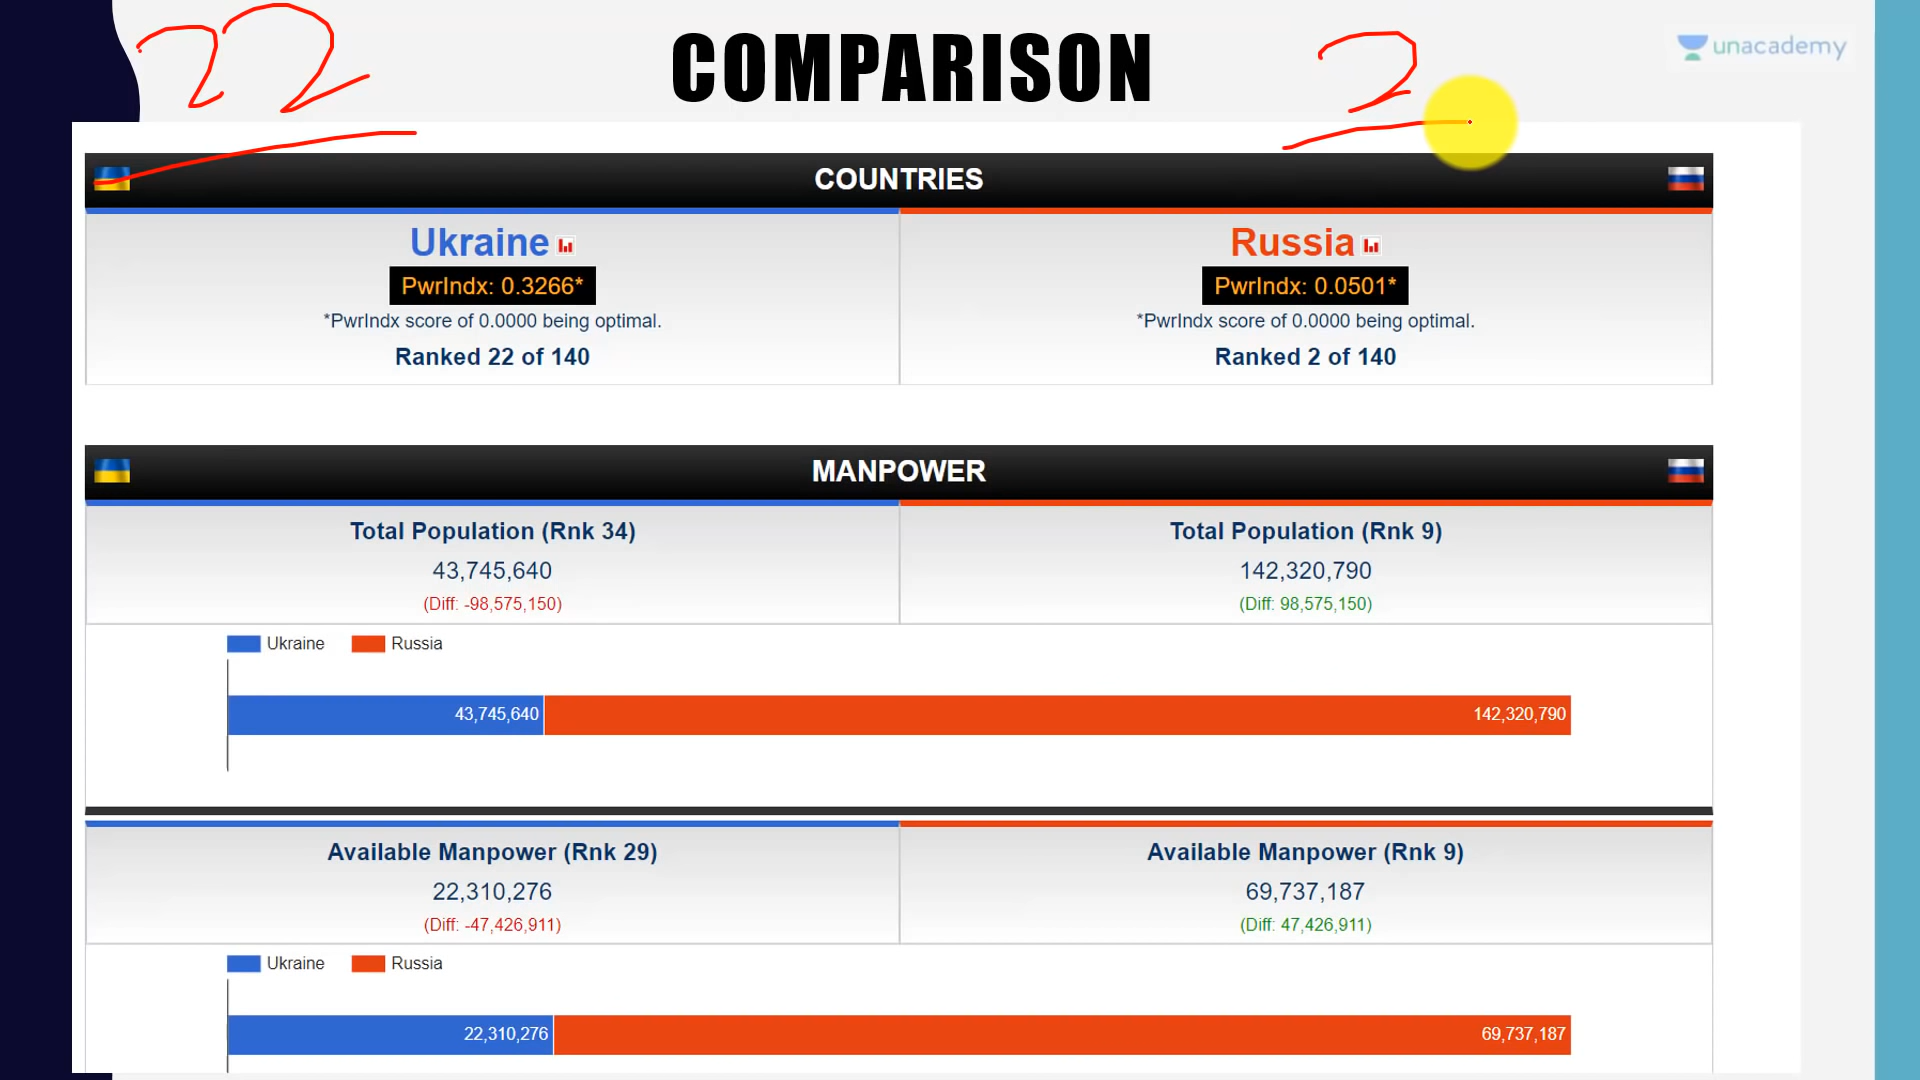 22
COMPARISON
2
unacademy
COUNTRIES
Ukraine
Russia
PwrIndx: 0.3266*
PwrIndx: 0.0501*
*PwrIndx score of 0.0000 being optimal.
*PwrIndx score of 0.0000 being optimal.
Ranked 22 of 140
Ranked 2 of 140
MANPOWER
Total Population (Rnk 34)
Total Population (Rnk 9)
43,745,640
142,320,790
(Diff: -98,575,150)
(Diff: 98,575,150)
Ukraine Russia
43,745,640 142,320,790
Available Manpower (Rnk 29)
Available Manpower (Rnk 9)
22,310,276
69,737,187
(Diff: -47,426,911)
(Diff: 47,426,911)
Ukraine Russia
22,310,276 69,737,187